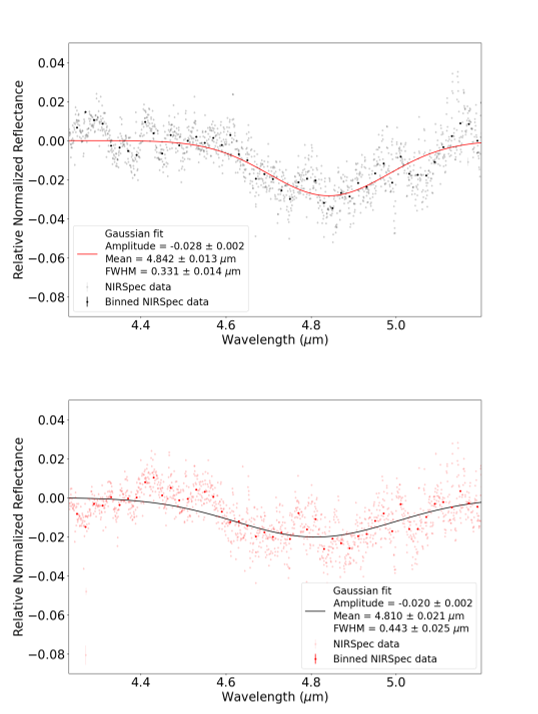 0.04
0.02
0.00
−0.02
−0.04
−0.06
−0.08
Relative Normalized Reflectance
Gaussian fit
Amplitude = -0.028 ± 0.002
Mean = 4.842 ± 0.013 μm
FWHM = 0.331 ± 0.014 μm
NIRSpec data
Binned NIRSpec data
4.4 4.6 4.8 5.0
Wavelength (μm)
0.04
0.02
0.00
−0.02
−0.04
−0.06
−0.08
Relative Normalized Reflectance
Gaussian fit
Amplitude = -0.020 ± 0.002
Mean = 4.810 ± 0.021 μm
FWHM = 0.443 ± 0.025 μm
NIRSpec data
Binned NIRSpec data
4.4 4.6 4.8 5.0
Wavelength (μm)